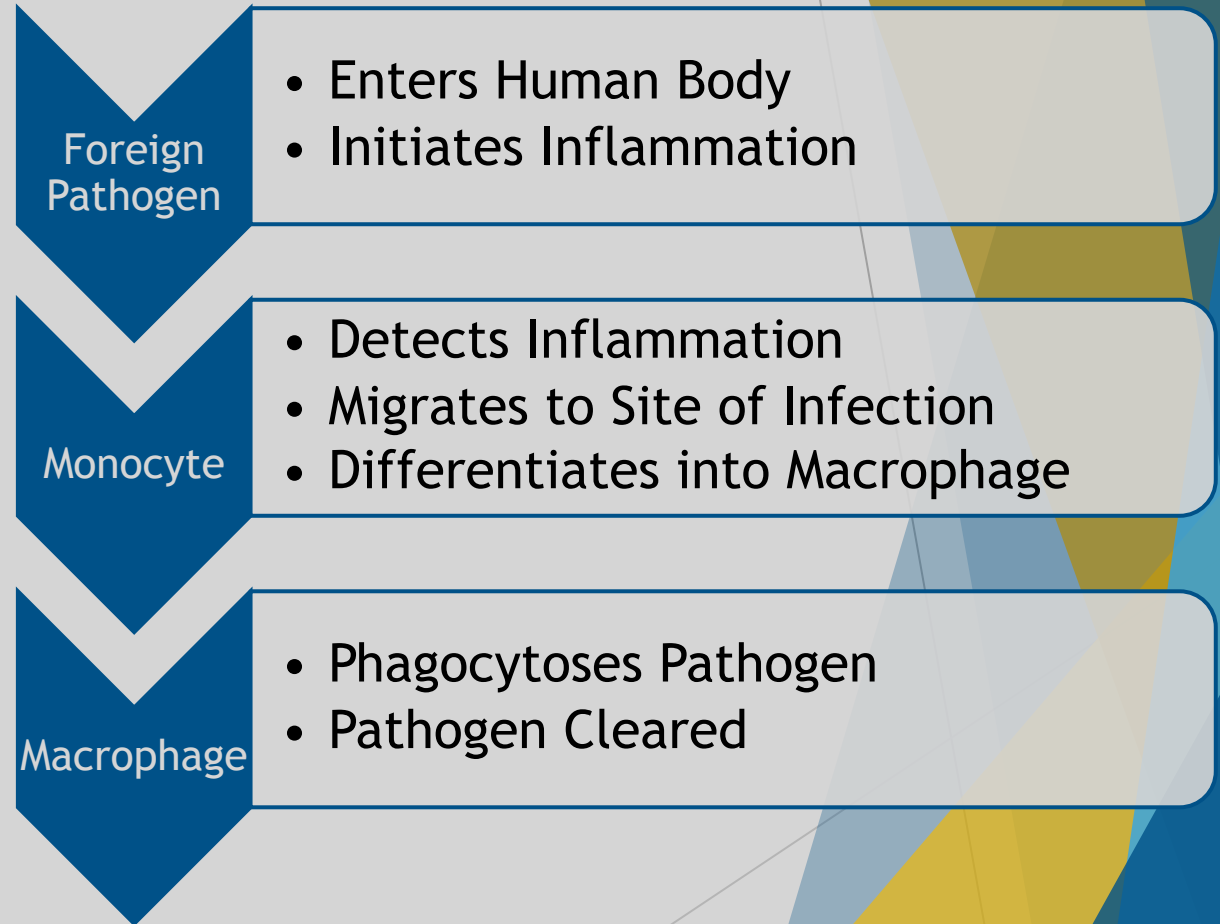 Foreign
Pathogen
• Enters Human Body
• Initiates Inflammation
Monocyte
• Detects Inflammation
• Migrates to Site of Infection
• Differentiates into Macrophage
Macrophage
• Phagocytoses Pathogen
• Pathogen Cleared